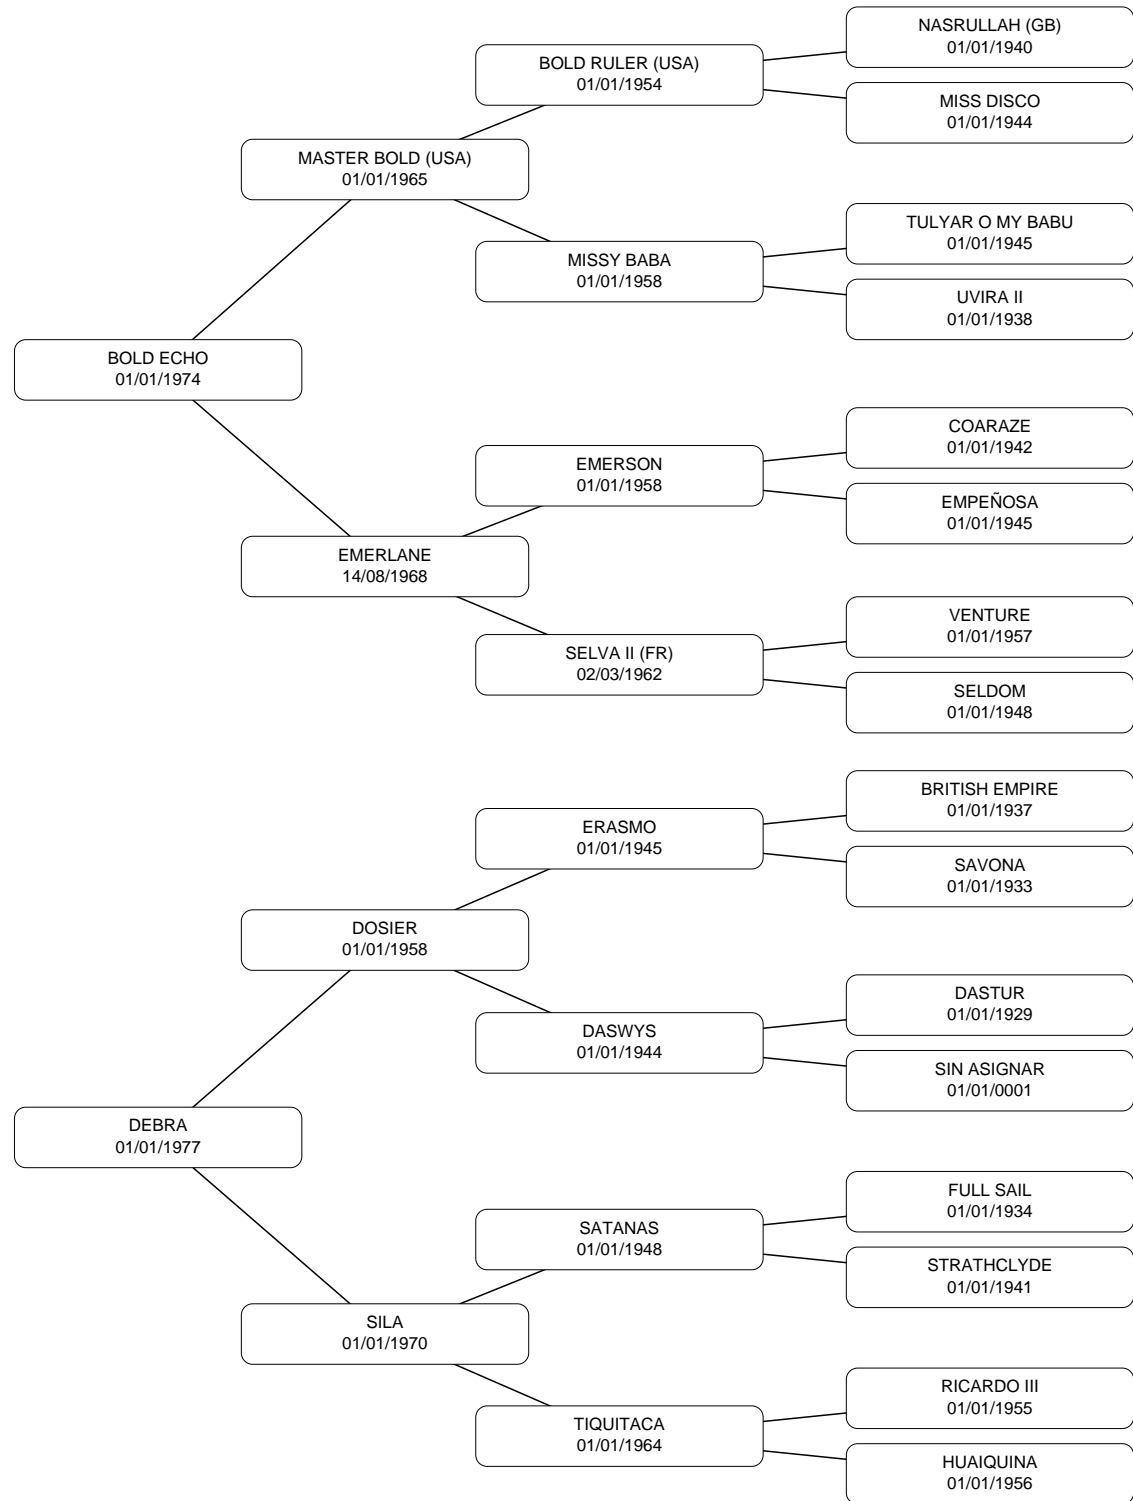 NASRULLAH (GB)
01/01/1940
BOLD RULER (USA)
01/01/1954
MISS DISCO
01/01/1944
MASTER BOLD (USA)
01/01/1965
TULYAR O MY BABU
01/01/1945
MISSY BABA
01/01/1958
UVIRA II
01/01/1938
BOLD ECHO
01/01/1974
COARAZE
01/01/1942
EMERSON
01/01/1958
EMPEÑOSA
01/01/1945
EMERLANE
14/08/1968
VENTURE
01/01/1957
SELVA II (FR)
02/03/1962
SELDOM
01/01/1948
BRITISH EMPIRE
01/01/1937
ERASMO
01/01/1945
SAVONA
01/01/1933
DOSIER
01/01/1958
DASTUR
01/01/1929
DASWYS
01/01/1944
SIN ASIGNAR
01/01/0001
DEBRA
01/01/1977
FULL SAIL
01/01/1934
SATANAS
01/01/1948
STRATHCLYDE
01/01/1941
SILA
01/01/1970
RICARDO III
01/01/1955
TIQUITACA
01/01/1964
HUAIQUINA
01/01/1956